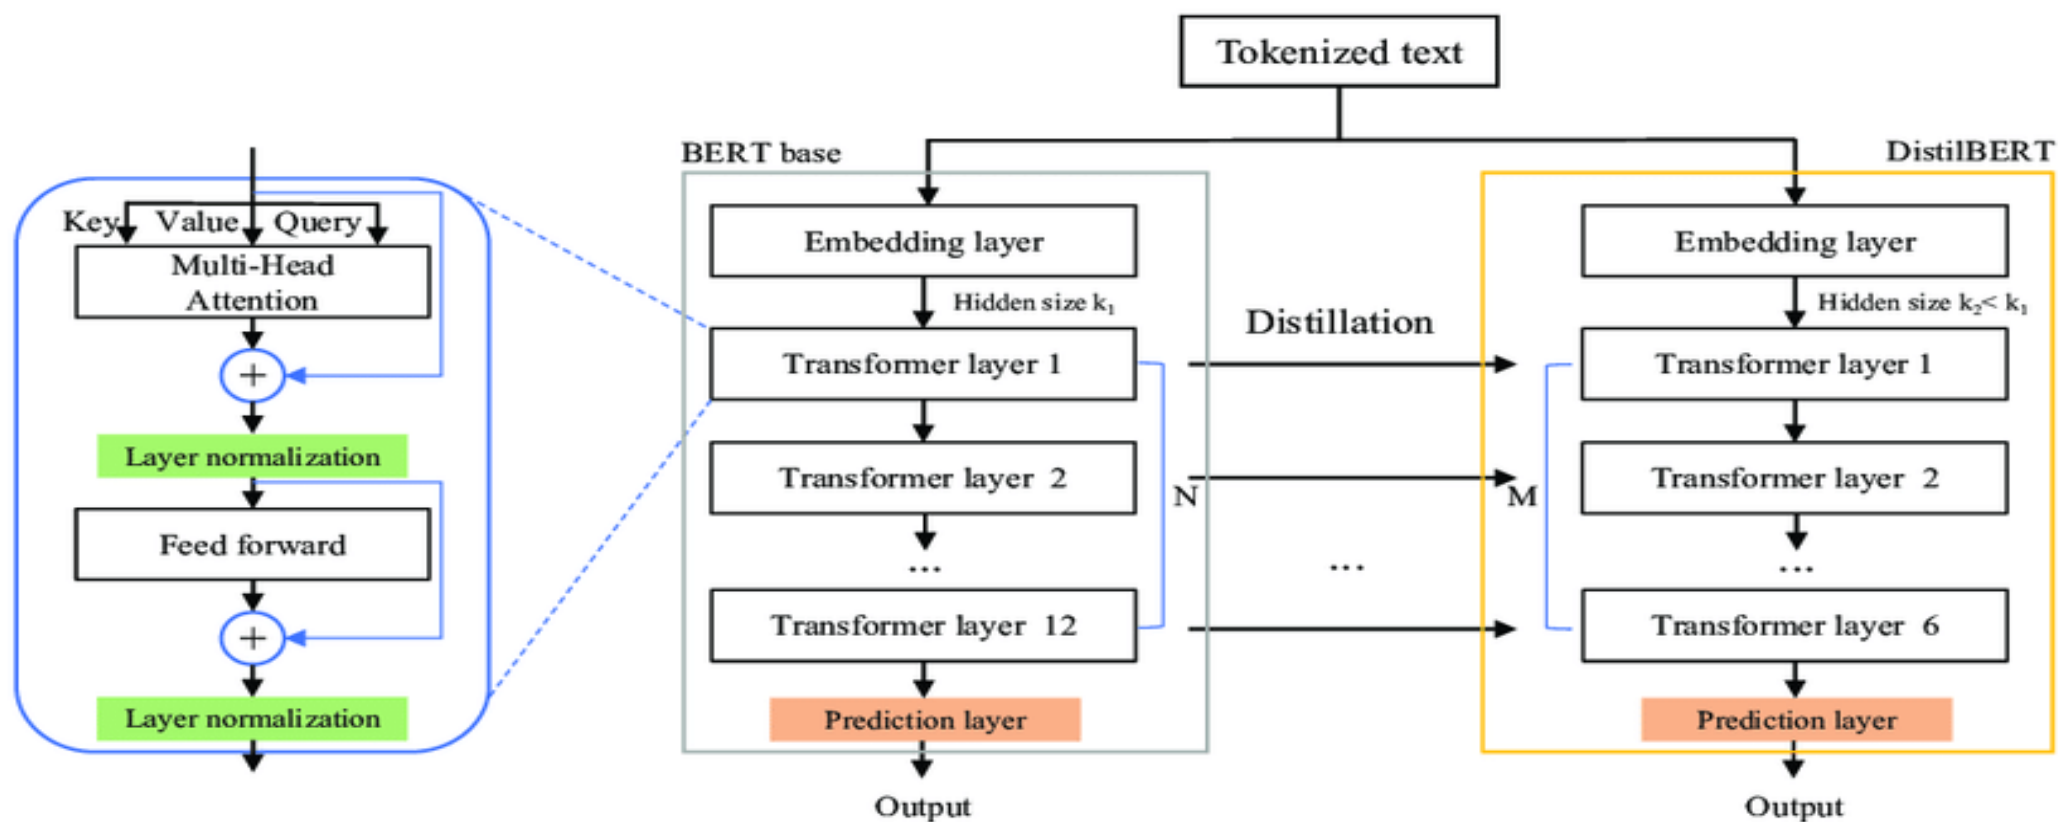 Tokenized text
BERT base
DistilBERT
Key Value Query
Multi-Head
Attention
+
Layer normalization
Feed forward
+
Layer normalization
Embedding layer
Hidden size k₁
Transformer layer 1
Transformer layer 2
...
Transformer layer 12
N
Prediction layer
Output
Distillation
...
Embedding layer
Hidden size k₂< k₁
Transformer layer 1
Transformer layer 2
M
...
Transformer layer 6
Prediction layer
Output